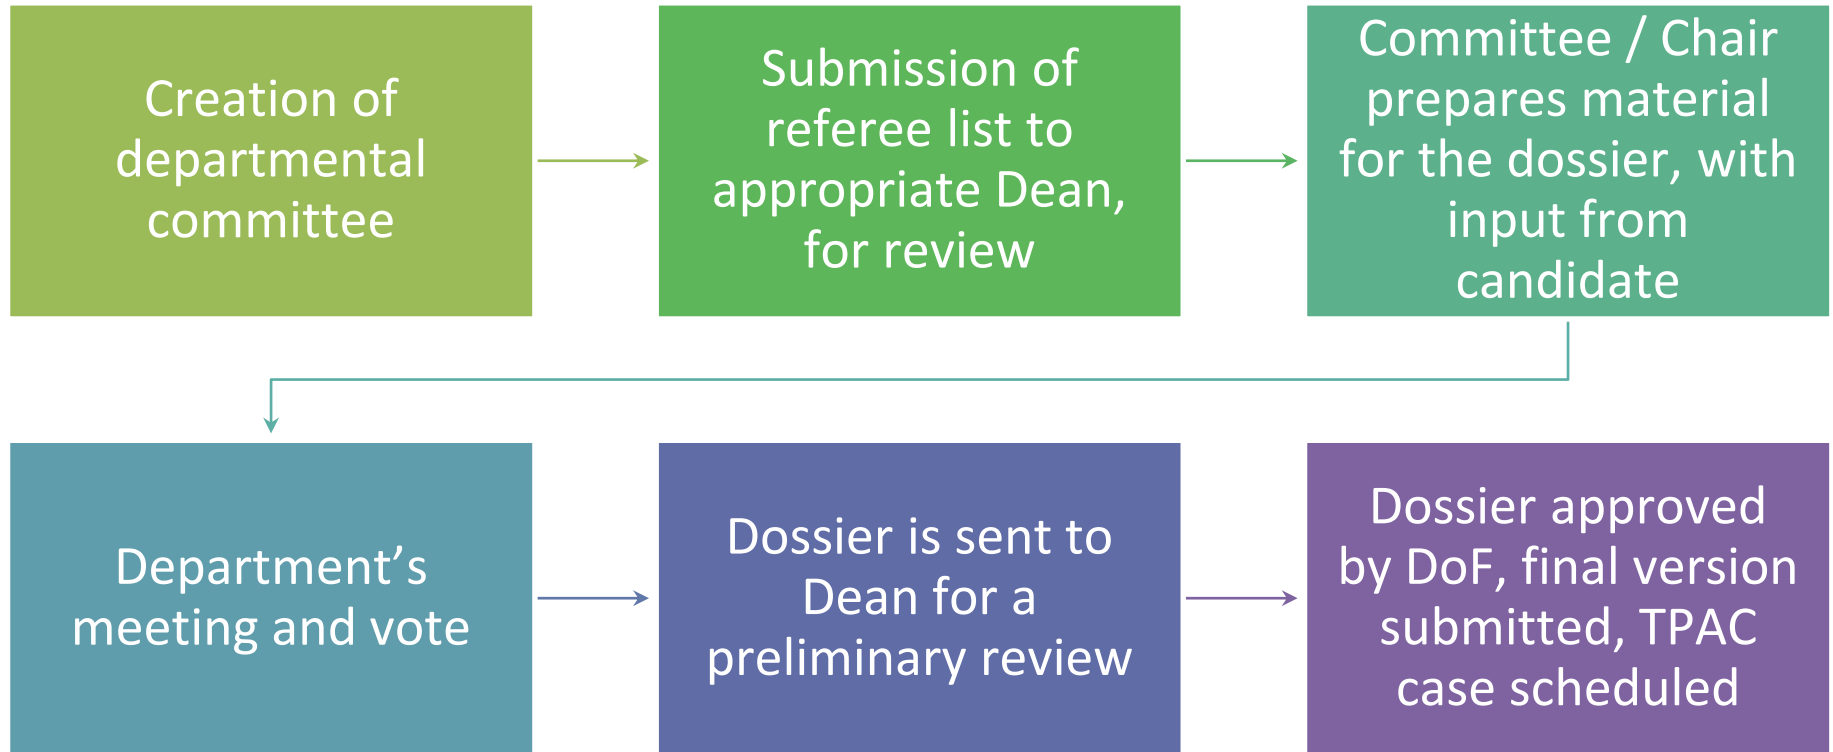 Creation of
departmental
committee
Submission of
referee list to
appropriate Dean,
for review
Committee / Chair
prepares material
for the dossier, with
input from
candidate
Department’s
meeting and vote
Dossier is sent to
Dean for a
preliminary review
Dossier approved
by DoF, final version
submitted, TPAC
case scheduled